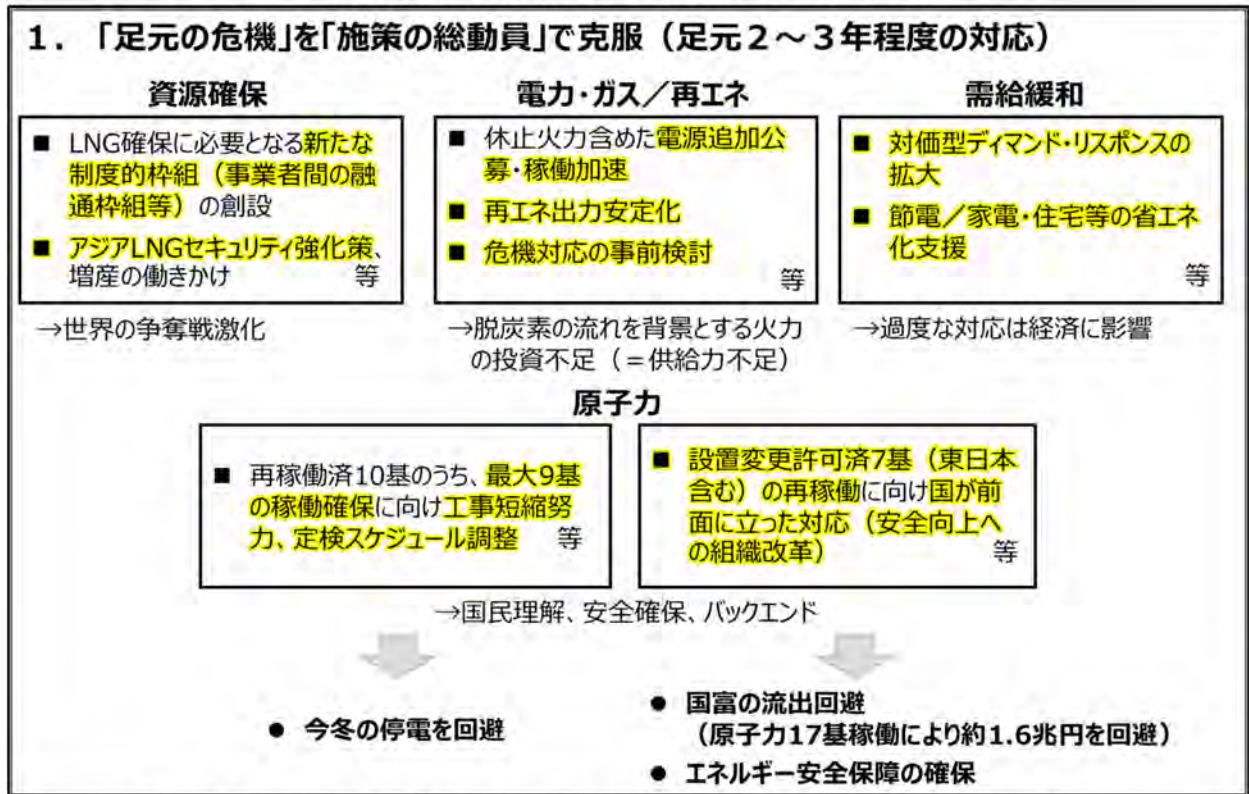 1．「足元の危機」を「施策の総動員」で克服（足元２～３年程度の対応）
資源確保
■ LNG確保に必要となる新たな
制度的枠組（事業者間の融
通枠組等）の創設
■ アジアLNGセキュリティ強化策、
増産の働きかけ 等
→世界の争奪戦激化
電力・ガス／再エネ
■ 休止火力含めた電源追加公
募・稼働加速
■ 再エネ出力安定化
■ 危機対応の事前検討
等
→脱炭素の流れを背景とする火力
の投資不足（＝供給力不足）
需給緩和
■ 対価型ディマンド・リスポンスの
拡大
■ 節電／家電・住宅等の省エネ
化支援
等
→過度な対応は経済に影響
原子力
■ 再稼働済10基のうち、最大9基
の稼働確保に向け工事短縮努
力、定検スケジュール調整 等
■ 設置変更許可済7基（東日本
含む）の再稼働に向け国が前
面に立った対応（安全向上へ
の組織改革） 等
→国民理解、安全確保、バックエンド
● 今冬の停電を回避
● 国富の流出回避
（原子力17基稼働により約1.6兆円を回避）
● エネルギー安全保障の確保